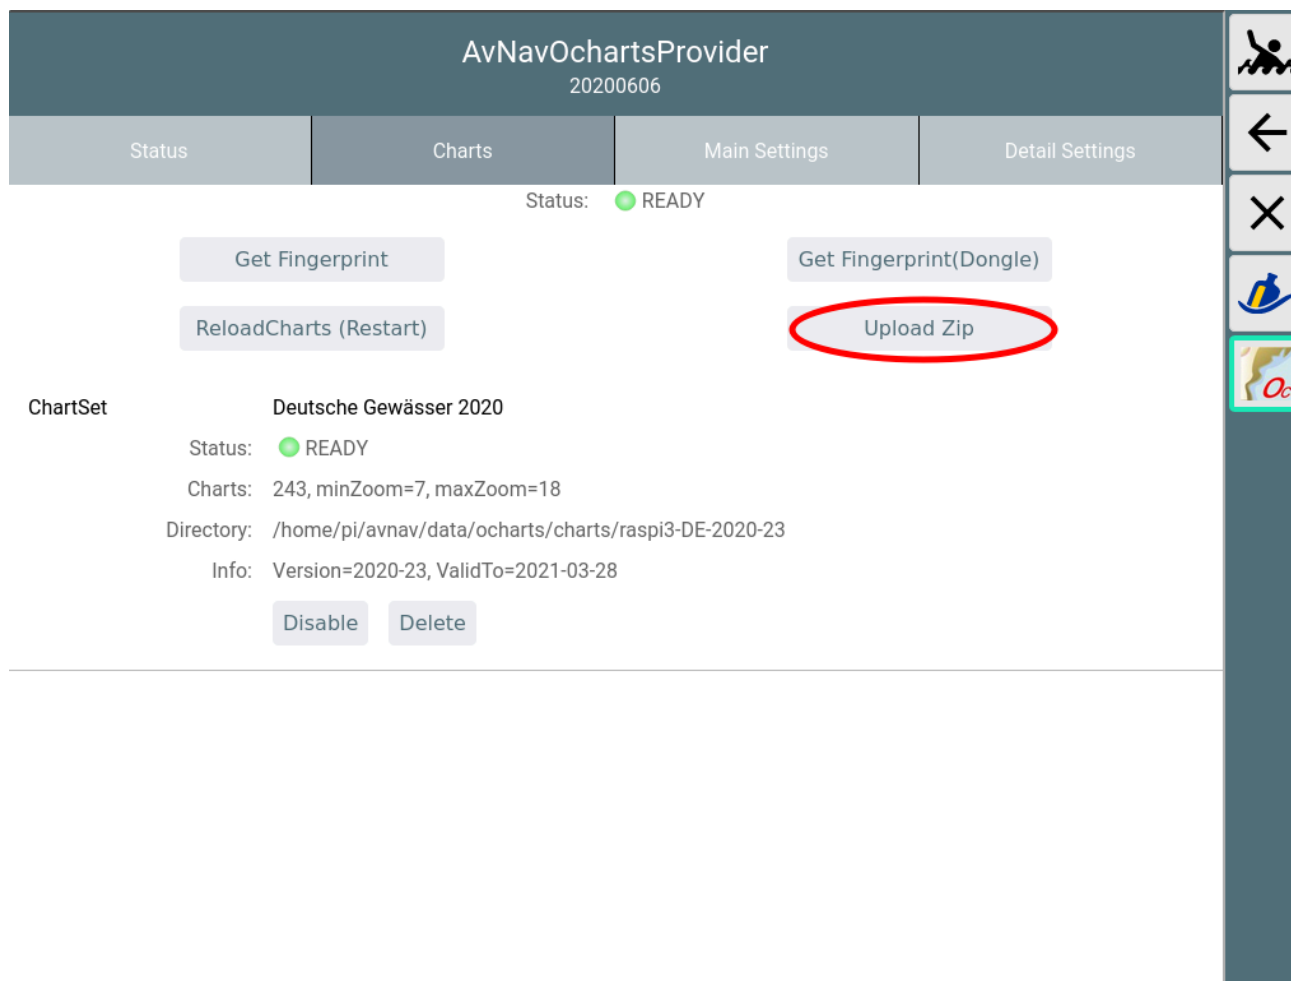 AvNavOchartsProvider
20200606
Status Charts Main Settings Detail Settings
Status: READY
Get Fingerprint Get Fingerprint(Dongle)
ReloadCharts (Restart) Upload Zip
ChartSet Deutsche Gewässer 2020
Status: READY
Charts: 243, minZoom=7, maxZoom=18
Directory: /home/pi/avnav/data/ocharts/charts/raspi3-DE-2020-23
Info: Version=2020-23, ValidTo=2021-03-28
Disable Delete